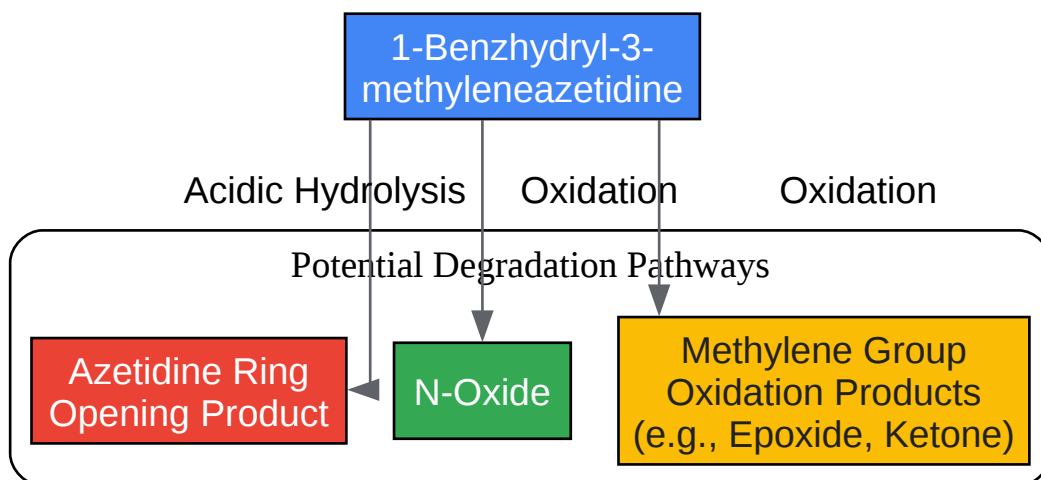 1-Benzhydryl-3-
methyleneazetidine
Acidic Hydrolysis
Oxidation
Oxidation
Potential Degradation Pathways
Azetidine Ring
Opening Product
N-Oxide
Methylene Group
Oxidation Products
(e.g., Epoxide, Ketone)